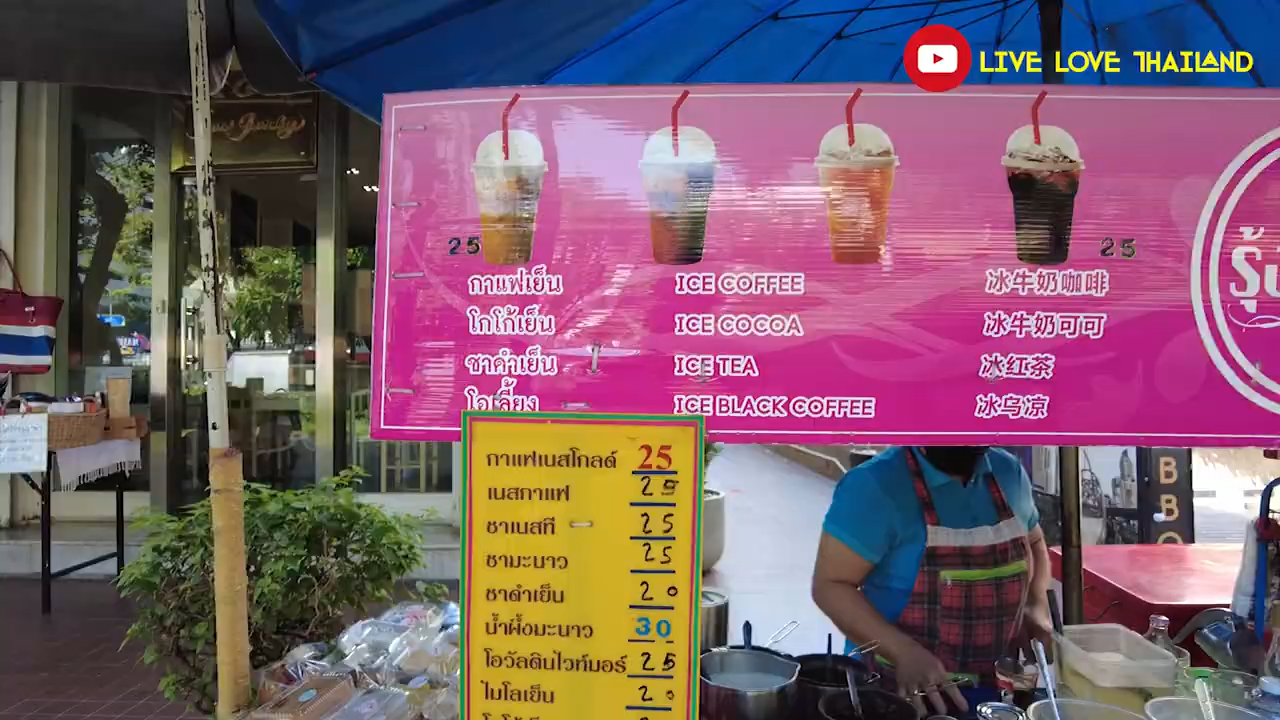 LIVE LOVE THAILAND
25
25
กาแฟเย็น ICE COFFEE 冰牛奶咖啡
โกโก้เย็น ICE COCOA 冰牛奶可可
ชาดำเย็น ICE TEA 冰红茶
โอเลี้ยง ICE BLACK COFFEE 冰乌凉
กาแฟเนสโกลด์ 25
เนสกาแฟ 25
ชาเนสที 25
ชามะนาว 25
ชาดำเย็น 20
น้ำผึ้งมะนาว 30
โอวัลตินไวท์มอร์ 25
ไมโลเย็น 20